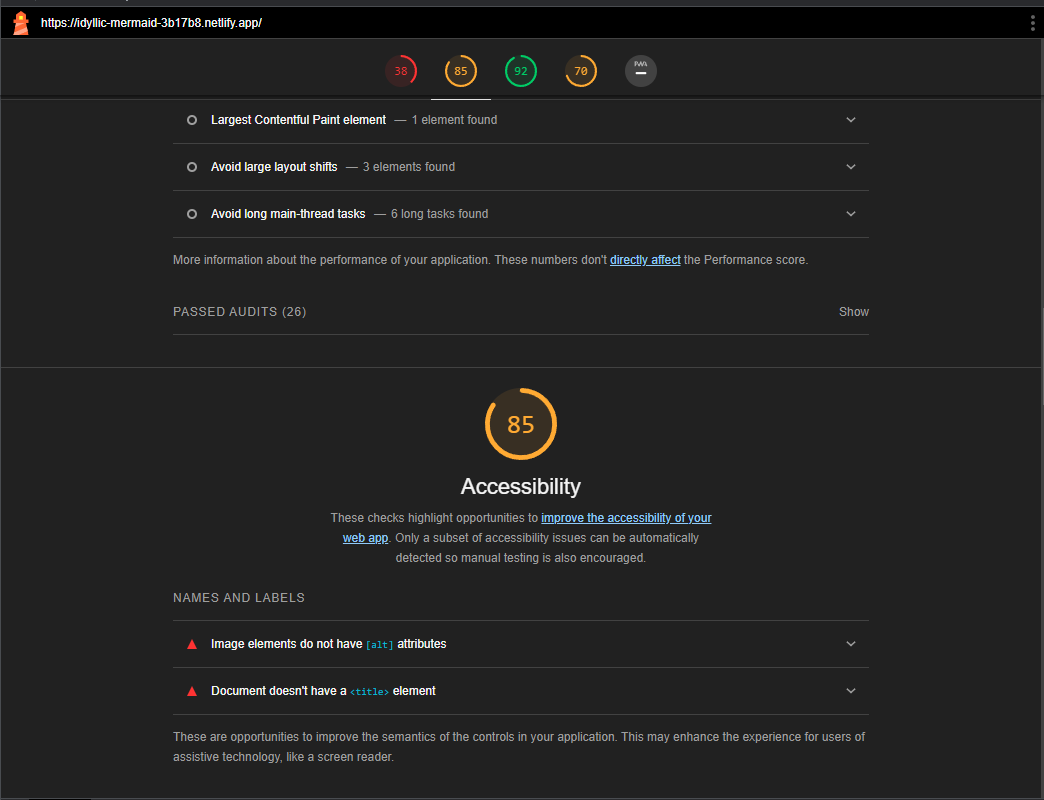 https://idyllic-mermaid-3b17b8.netlify.app/
38 85 92 70 PWA
Largest Contentful Paint element — 1 element found
Avoid large layout shifts — 3 elements found
Avoid long main-thread tasks — 6 long tasks found
More information about the performance of your application. These numbers don't directly affect the Performance score.
PASSED AUDITS (26) Show
85
Accessibility
These checks highlight opportunities to improve the accessibility of your
web app. Only a subset of accessibility issues can be automatically
detected so manual testing is also encouraged.
NAMES AND LABELS
Image elements do not have [alt] attributes
Document doesn't have a <title> element
These are opportunities to improve the semantics of the controls in your application. This may enhance the experience for users of
assistive technology, like a screen reader.